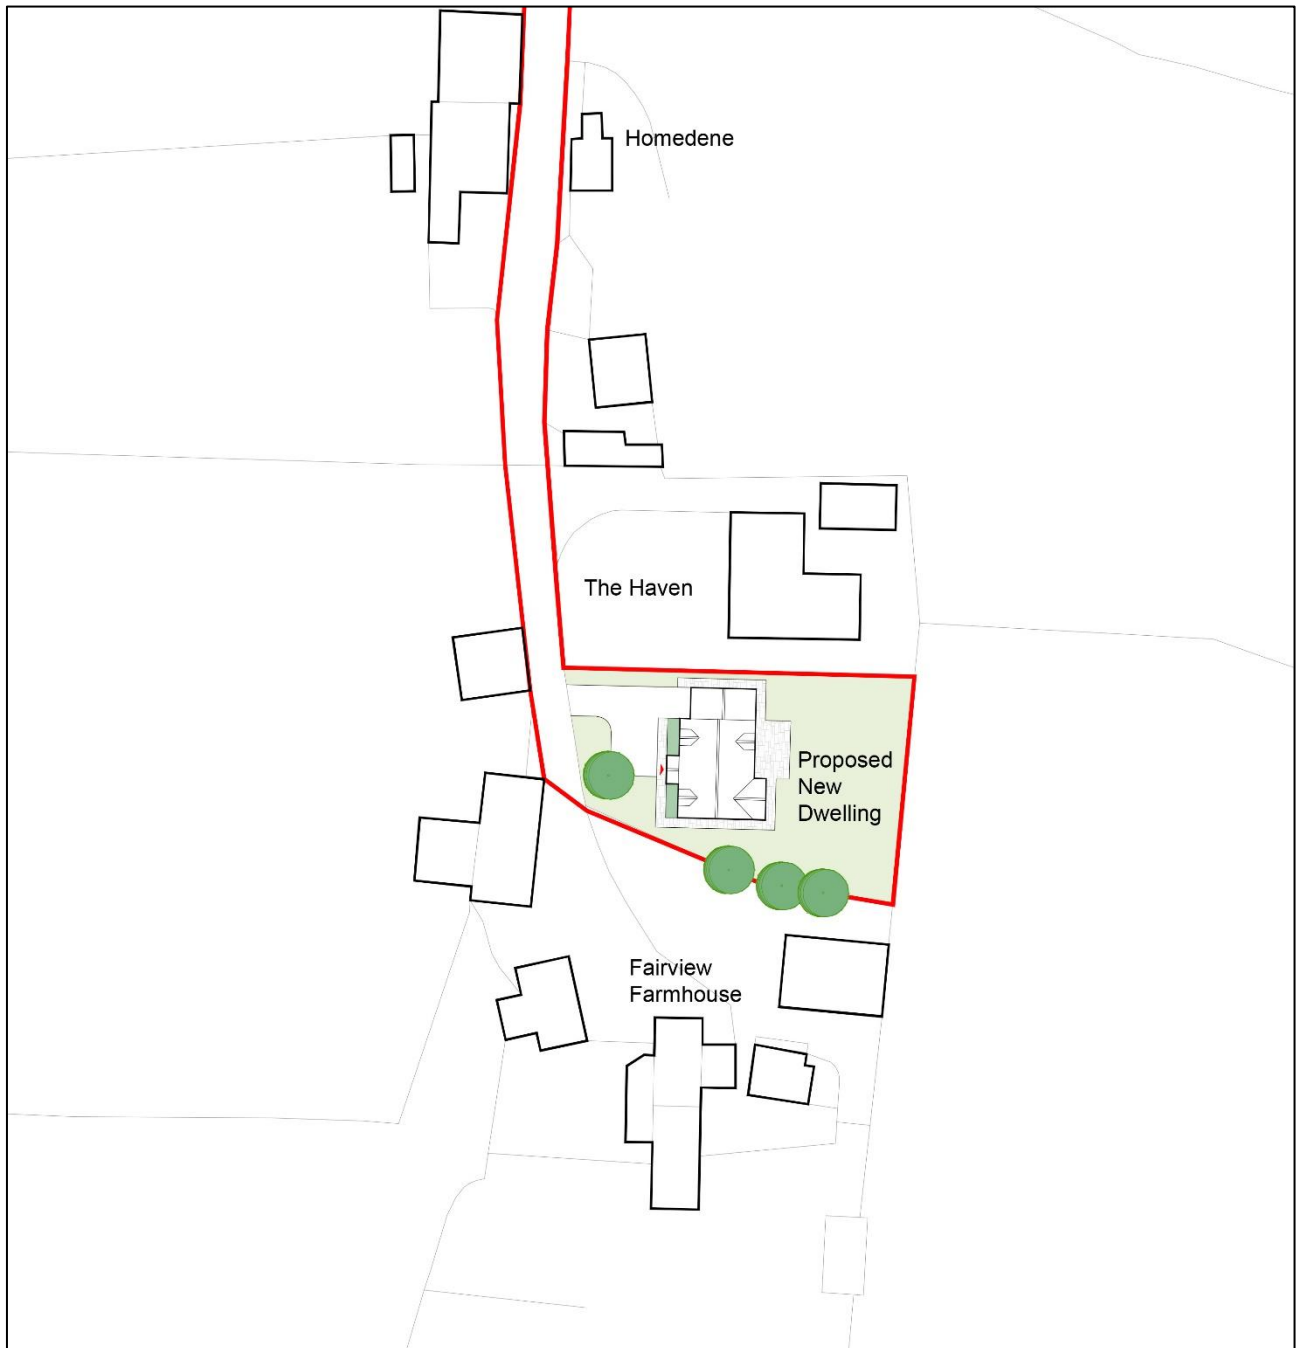 Homedene
The Haven
Proposed
New
Dwelling
Fairview
Farmhouse